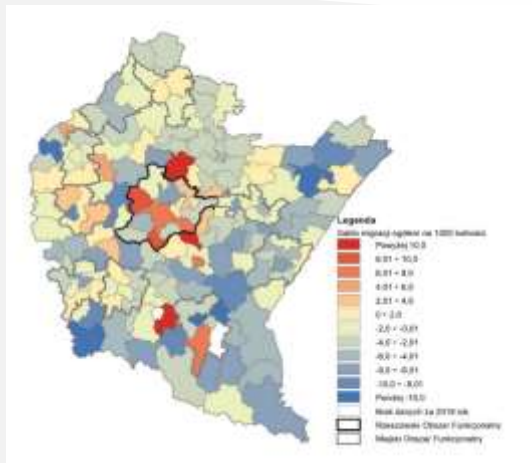 Legenda
Saldo migracji ogółem na 1000 ludności
Powyżej 10,0
8,01 - 10,0
6,01 - 8,0
4,01 - 6,0
2,01 - 4,0
0 - 2,0
-2,0 - -0,01
-4,0 - -2,01
-6,0 - -4,01
-8,0 - -6,01
-10,0 - -8,01
Poniżej -10,0
Brak danych za 2018 rok
Rzeszowski Obszar Funkcjonalny
Miejski Obszar Funkcjonalny